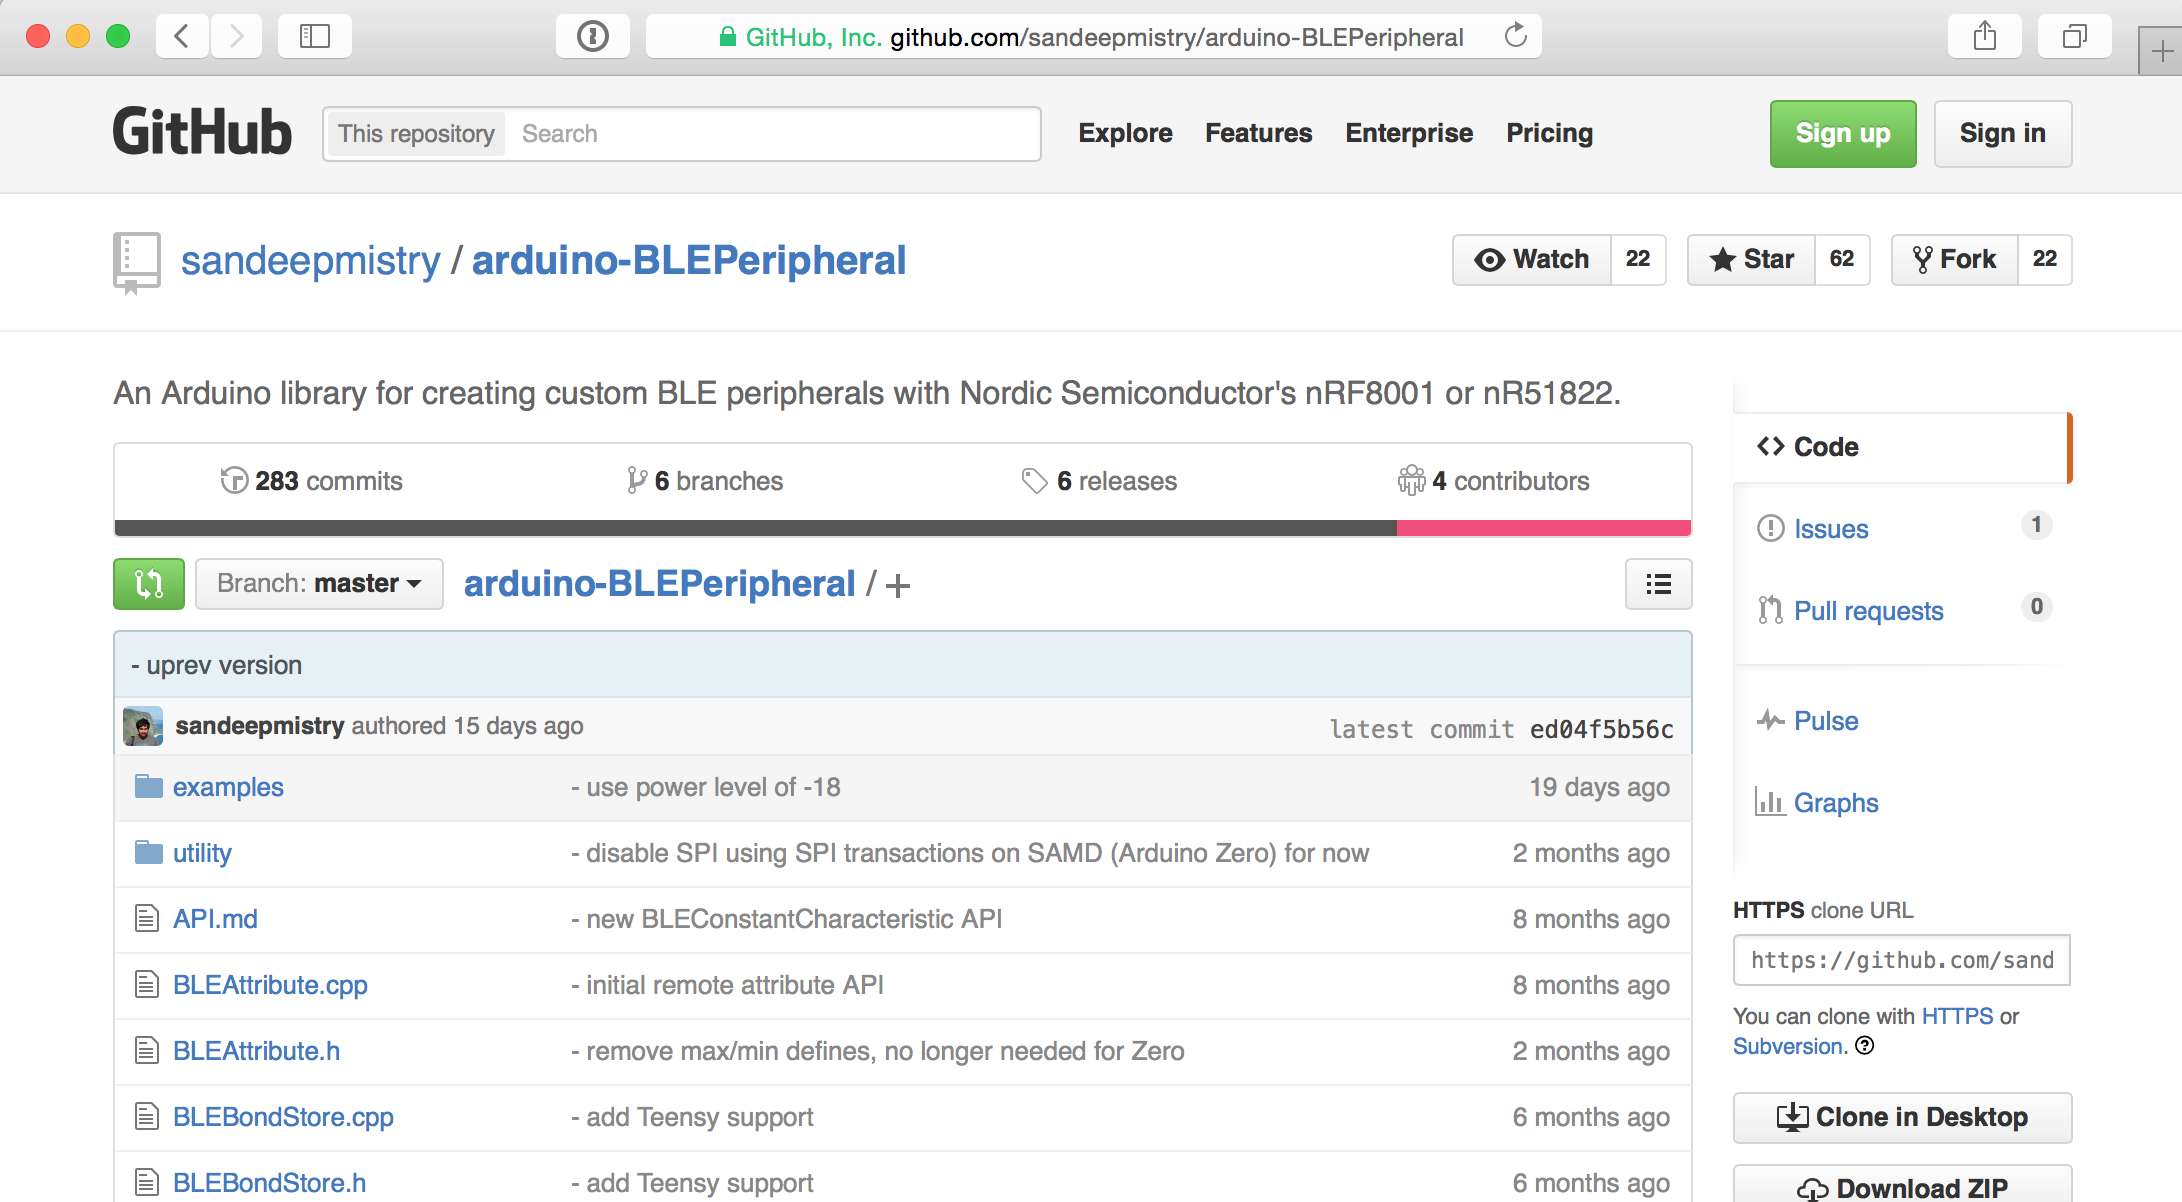 GitHub, Inc. github.com/sandeepmistry/arduino-BLEPeripheral
GitHub This repository Search Explore Features Enterprise Pricing Sign up Sign in
sandeepmistry / arduino-BLEPeripheral Watch 22 Star 62 Fork 22
An Arduino library for creating custom BLE peripherals with Nordic Semiconductor's nRF8001 or nR51822.
283 commits 6 branches 6 releases 4 contributors
Branch: master arduino-BLEPeripheral / +
- uprev version
sandeepmistry authored 15 days ago latest commit ed04f5b56c
examples - use power level of -18 19 days ago
utility - disable SPI using SPI transactions on SAMD (Arduino Zero) for now 2 months ago
API.md - new BLEConstantCharacteristic API 8 months ago
BLEAttribute.cpp - initial remote attribute API 8 months ago
BLEAttribute.h - remove max/min defines, no longer needed for Zero 2 months ago
BLEBondStore.cpp - add Teensy support 6 months ago
BLEBondStore.h - add Teensy support 6 months ago
Code
Issues 1
Pull requests 0
Pulse
Graphs
HTTPS clone URL
https://github.com/sand
You can clone with HTTPS or
Subversion.
Clone in Desktop
Download ZIP